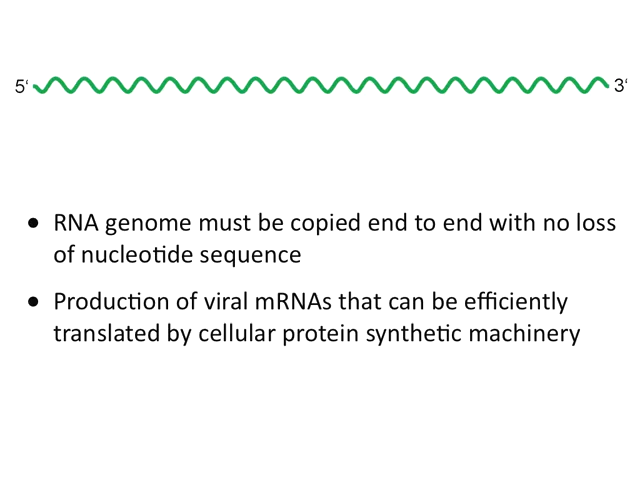 5‘ 3‘
• RNA genome must be copied end to end with no loss
of nucleotide sequence
• Production of viral mRNAs that can be efficiently
translated by cellular protein synthetic machinery